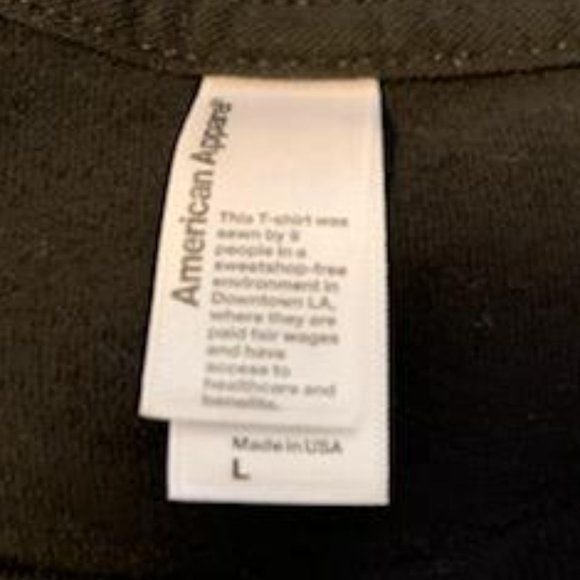 American Apparel®
This T-shirt was
sewn by 9
people in a
sweatshop-free
environment in
Downtown LA,
where they are
paid fair wages
and have
access to
healthcare and
benefits.
Made in USA
L